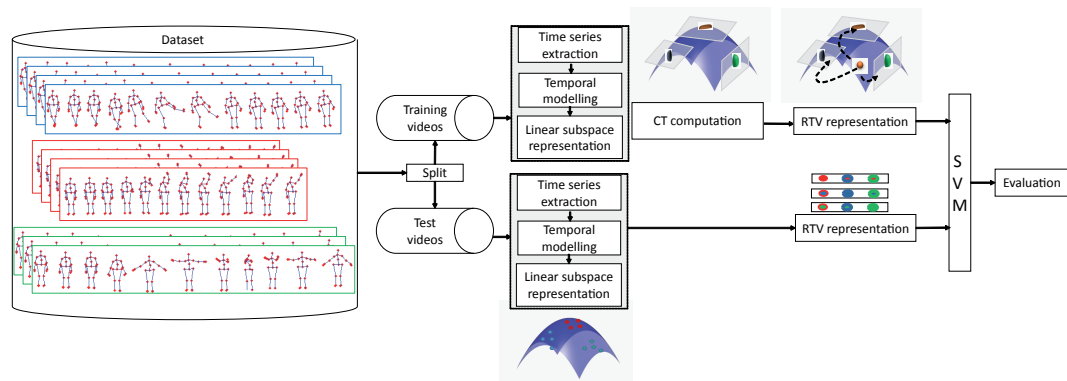 Dataset
Training
videos
Split
Test
videos
Time series
extraction
Temporal
modelling
Linear subspace
representation
Time series
extraction
Temporal
modelling
Linear subspace
representation
CT computation
RTV representation
RTV representation
S
V
M
Evaluation